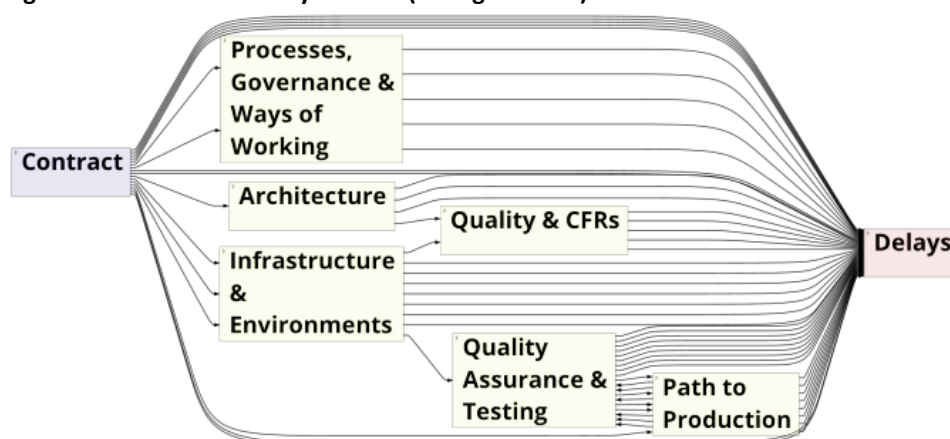 Contract
Processes,
Governance &
Ways of
Working
Architecture
Quality & CFRs
Infrastructure
&
Environments
Quality
Assurance &
Testing
Path to
Production
Delays